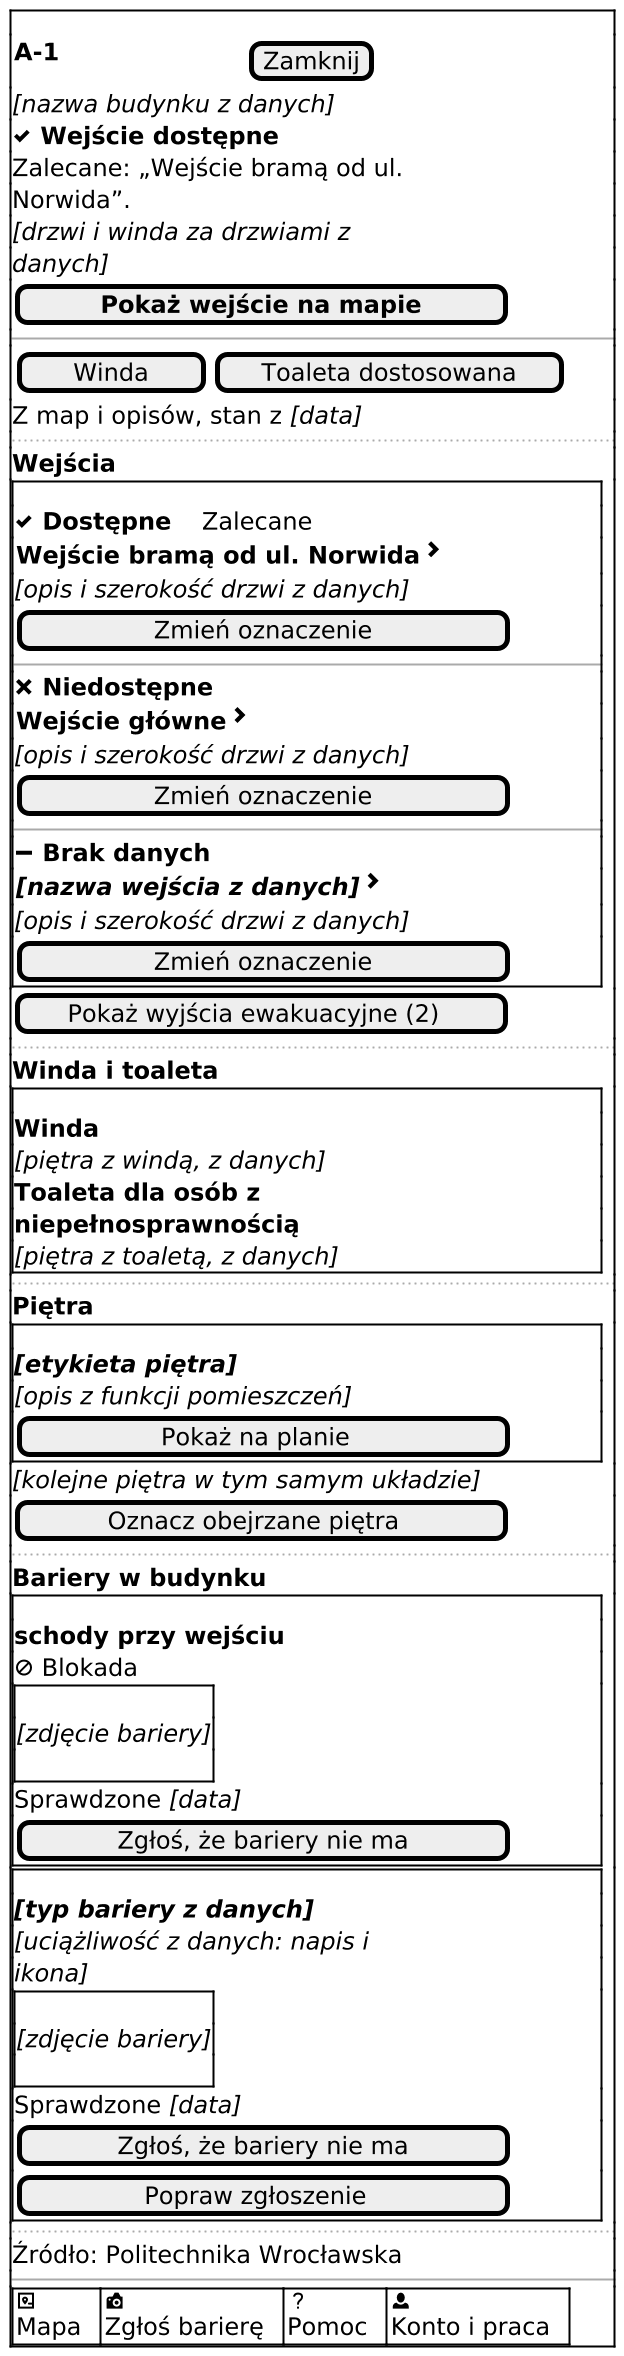 A-1
Zamknij
[nazwa budynku z danych]
✓ Wejście dostępne
Zalecane: „Wejście bramą od ul.
Norwida”.
[drzwi i winda za drzwiami z
danych]
Pokaż wejście na mapie
Winda Toaleta dostosowana
Z map i opisów, stan z [data]
Wejścia
✓ Dostępne Zalecane
Wejście bramą od ul. Norwida >
[opis i szerokość drzwi z danych]
Zmień oznaczenie
× Niedostępne
Wejście główne >
[opis i szerokość drzwi z danych]
Zmień oznaczenie
− Brak danych
[nazwa wejścia z danych] >
[opis i szerokość drzwi z danych]
Zmień oznaczenie
Pokaż wyjścia ewakuacyjne (2)
Winda i toaleta
Winda
[piętra z windą, z danych]
Toaleta dla osób z
niepełnosprawnością
[piętra z toaletą, z danych]
Piętra
[etykieta piętra]
[opis z funkcji pomieszczeń]
Pokaż na planie
[kolejne piętra w tym samym układzie]
Oznacz obejrzane piętra
Bariery w budynku
schody przy wejściu
⊘ Blokada
[zdjęcie bariery]
Sprawdzone [data]
Zgłoś, że bariery nie ma
[typ bariery z danych]
[uciążliwość z danych: napis i
ikona]
[zdjęcie bariery]
Sprawdzone [data]
Zgłoś, że bariery nie ma
Popraw zgłoszenie
Źródło: Politechnika Wrocławska
?
Mapa Zgłoś barierę Pomoc Konto i praca